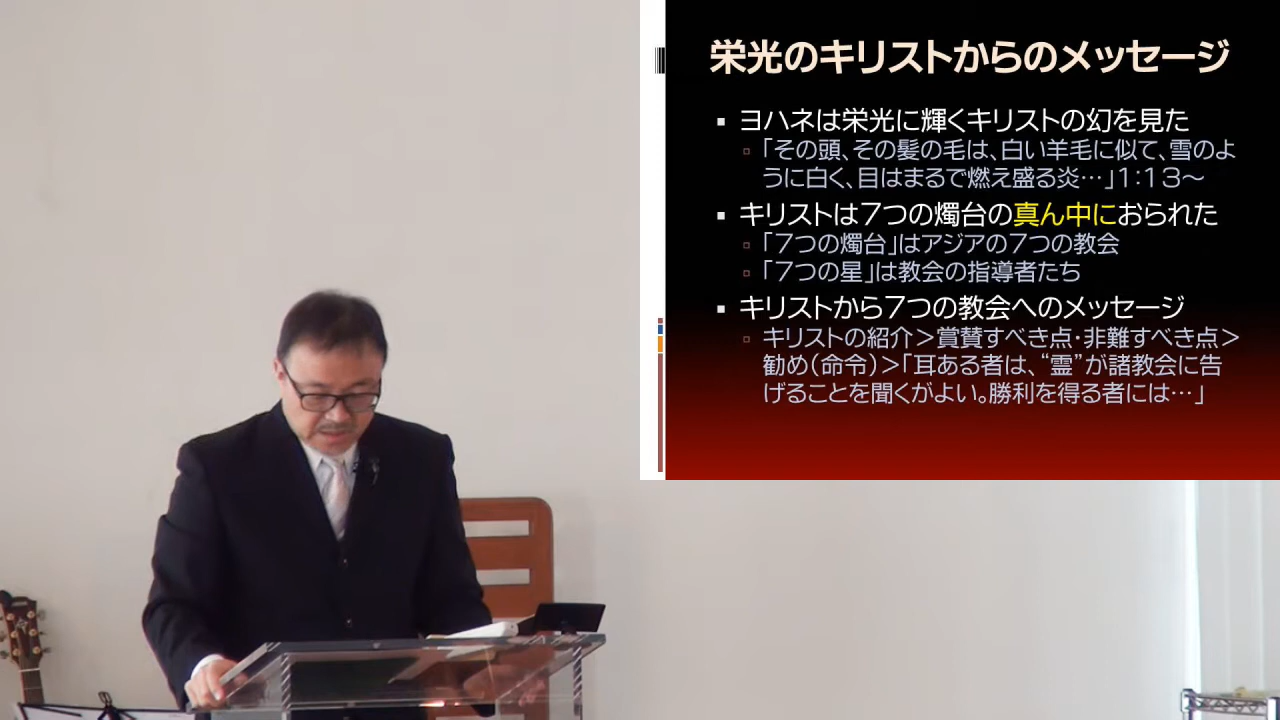 栄光のキリストからのメッセージ
ヨハネは栄光に輝くキリストの幻を見た
「その頭、その髪の毛は、白い羊毛に似て、雪のよ
うに白く、目はまるで燃え盛る炎…」1:13～
キリストは7つの燭台の真ん中におられた
「7つの燭台」はアジアの7つの教会
「7つの星」は教会の指導者たち
キリストから7つの教会へのメッセージ
キリストの紹介＞賞賛すべき点・非難すべき点＞
勧め(命令)＞「耳ある者は、“霊”が諸教会に告
げることを聞くがよい。勝利を得る者には…」